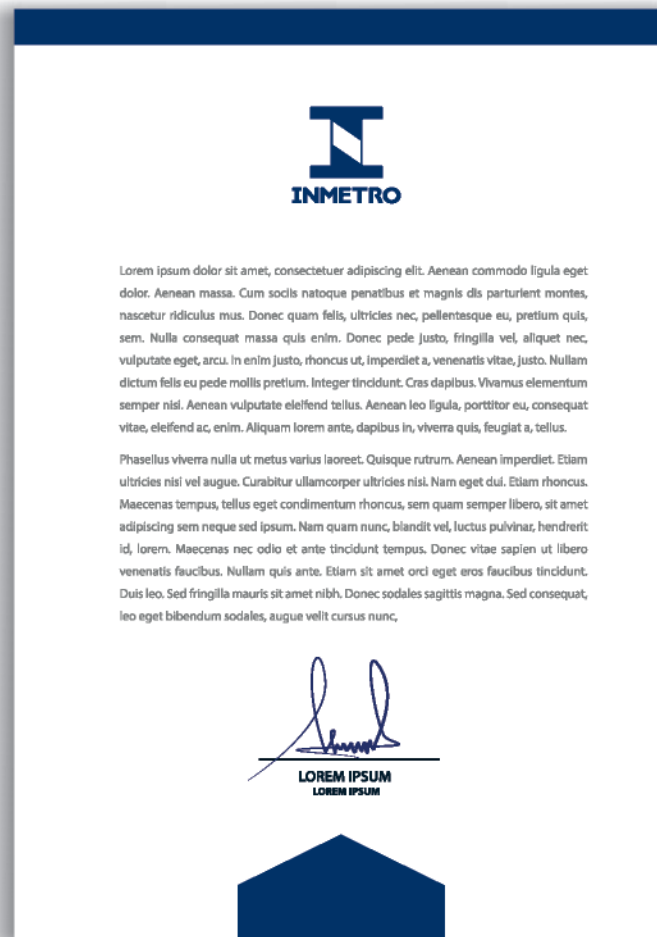 INMETRO
Lorem ipsum dolor sit amet, consectetuer adipiscing elit. Aenean commodo ligula eget
dolor. Aenean massa. Cum sociis natoque penatibus et magnis dis parturient montes,
nascetur ridiculus mus. Donec quam felis, ultricies nec, pellentesque eu, pretium quis,
sem. Nulla consequat massa quis enim. Donec pede justo, fringilla vel, aliquet nec,
vulputate eget, arcu. In enim justo, rhoncus ut, imperdiet a, venenatis vitae, justo. Nullam
dictum felis eu pede mollis pretium. Integer tincidunt. Cras dapibus. Vivamus elementum
semper nisi. Aenean vulputate eleifend tellus. Aenean leo ligula, porttitor eu, consequat
vitae, eleifend ac, enim. Aliquam lorem ante, dapibus in, viverra quis, feugiat a, tellus.
Phasellus viverra nulla ut metus varius laoreet. Quisque rutrum. Aenean imperdiet. Etiam
ultricies nisi vel augue. Curabitur ullamcorper ultricies nisi. Nam eget dui. Etiam rhoncus.
Maecenas tempus, tellus eget condimentum rhoncus, sem quam semper libero, sit amet
adipiscing sem neque sed ipsum. Nam quam nunc, blandit vel, luctus pulvinar, hendrerit
id, lorem. Maecenas nec odio et ante tincidunt tempus. Donec vitae sapien ut libero
venenatis faucibus. Nullam quis ante. Etiam sit amet orci eget eros faucibus tincidunt.
Duis leo. Sed fringilla mauris sit amet nibh. Donec sodales sagittis magna. Sed consequat,
leo eget bibendum sodales, augue velit cursus nunc,
LOREM IPSUM
LOREM IPSUM